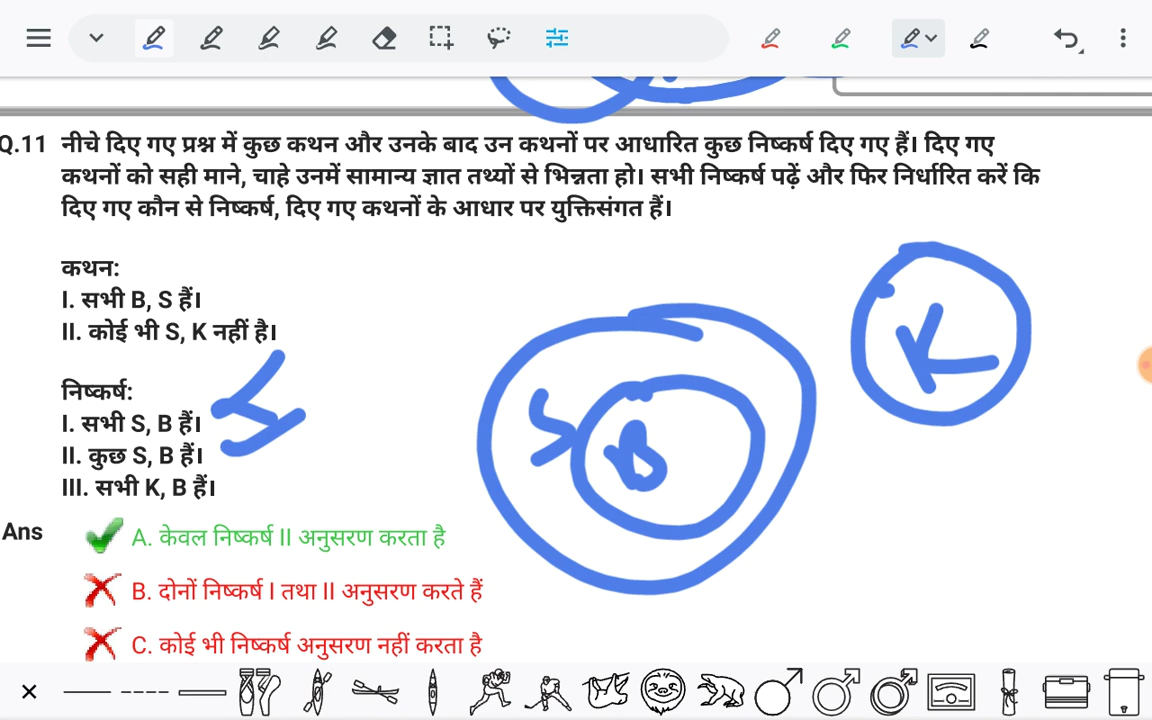 Q.11 नीचे दिए गए प्रश्न में कुछ कथन और उनके बाद उन कथनों पर आधारित कुछ निष्कर्ष दिए गए हैं। दिए गए
कथनों को सही माने, चाहे उनमें सामान्य ज्ञात तथ्यों से भिन्नता हो। सभी निष्कर्ष पढ़ें और फिर निर्धारित करें कि
दिए गए कौन से निष्कर्ष, दिए गए कथनों के आधार पर युक्तिसंगत हैं।
कथन:
I. सभी B, S हैं।
II. कोई भी S, K नहीं है।
K
S B
निष्कर्ष:
I. सभी S, B हैं।
II. कुछ S, B हैं।
III. सभी K, B हैं।
Ans
A. केवल निष्कर्ष II अनुसरण करता है
B. दोनों निष्कर्ष I तथा II अनुसरण करते हैं
C. कोई भी निष्कर्ष अनुसरण नहीं करता है